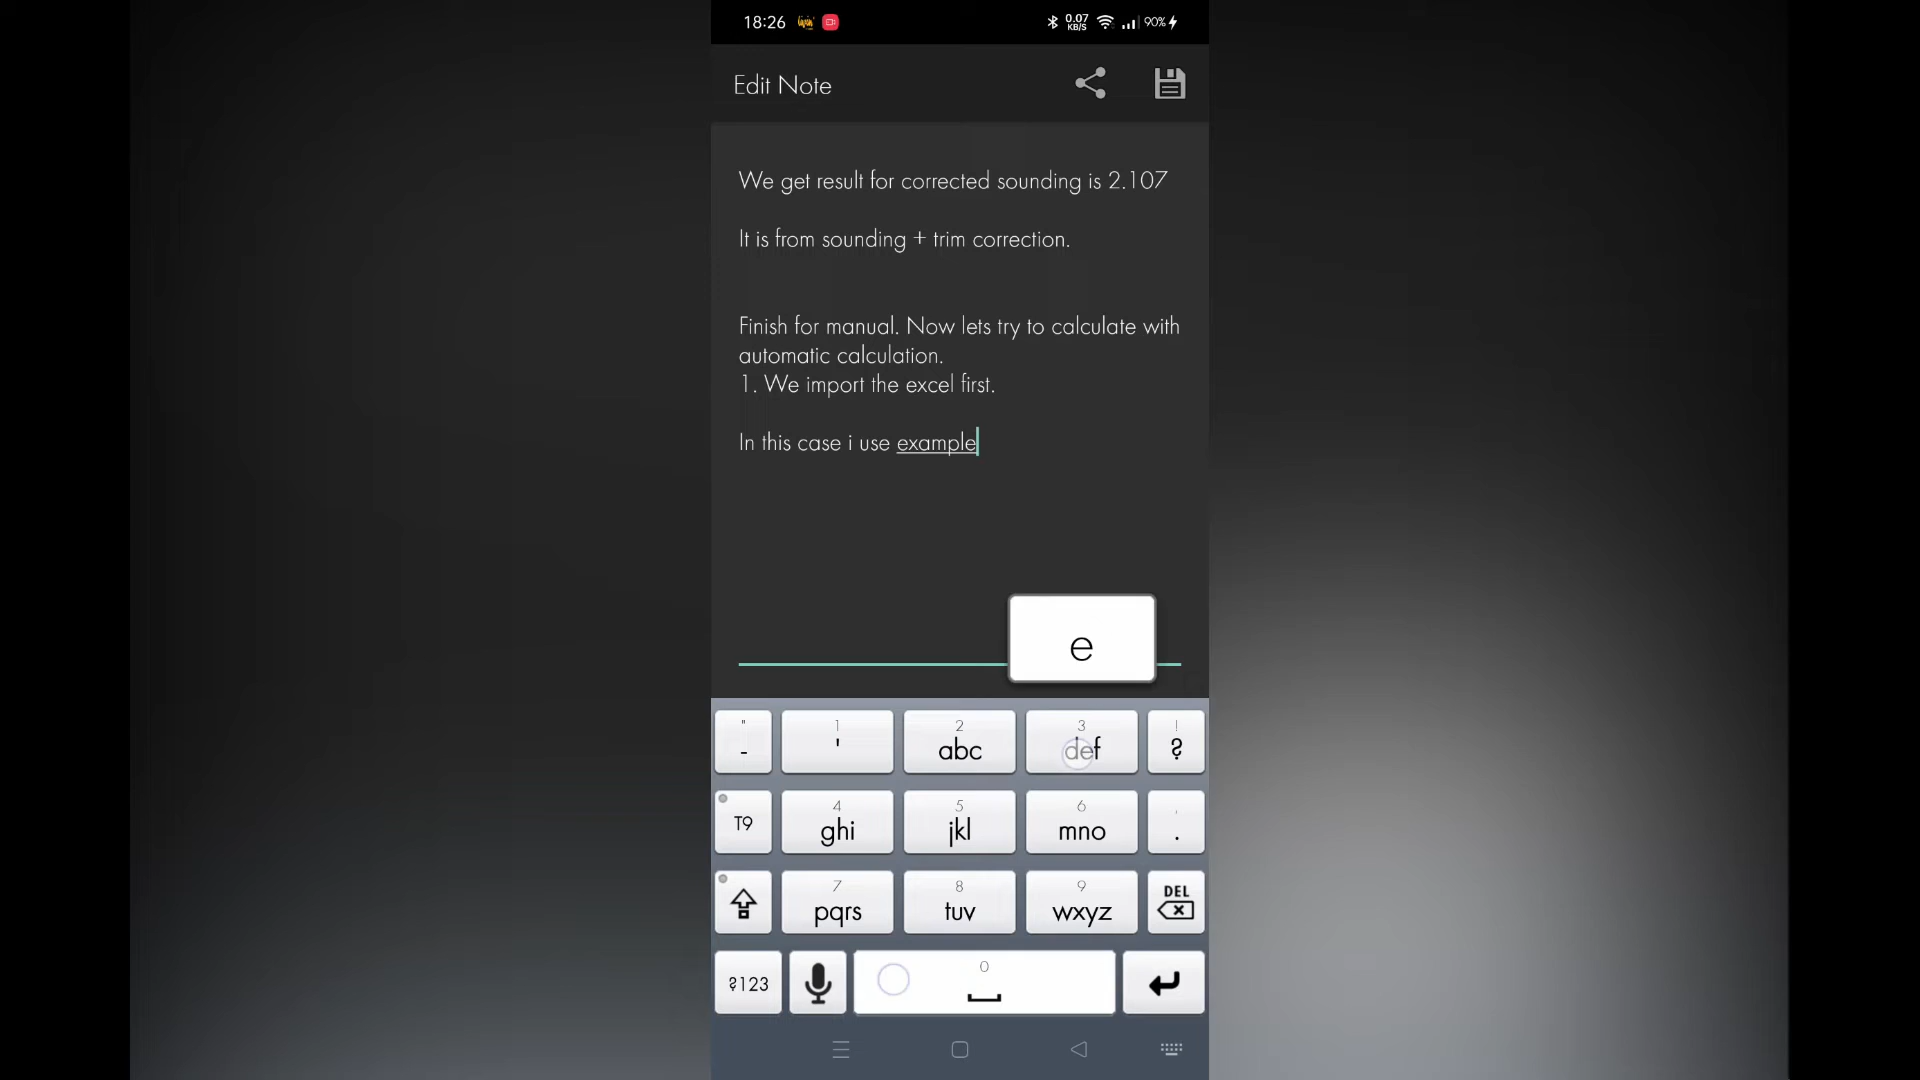 18:26
0.07
KB/S
90%
Edit Note
We get result for corrected sounding is 2.107
It is from sounding + trim correction.
Finish for manual. Now lets try to calculate with
automatic calculation.
1. We import the excel first.
In this case i use example
e
" 1 2 3 !
- ' abc def ?
4 5 6 '
T9 ghi jkl mno .
7 8 9 DEL
pqrs tuv wxyz
0
?123